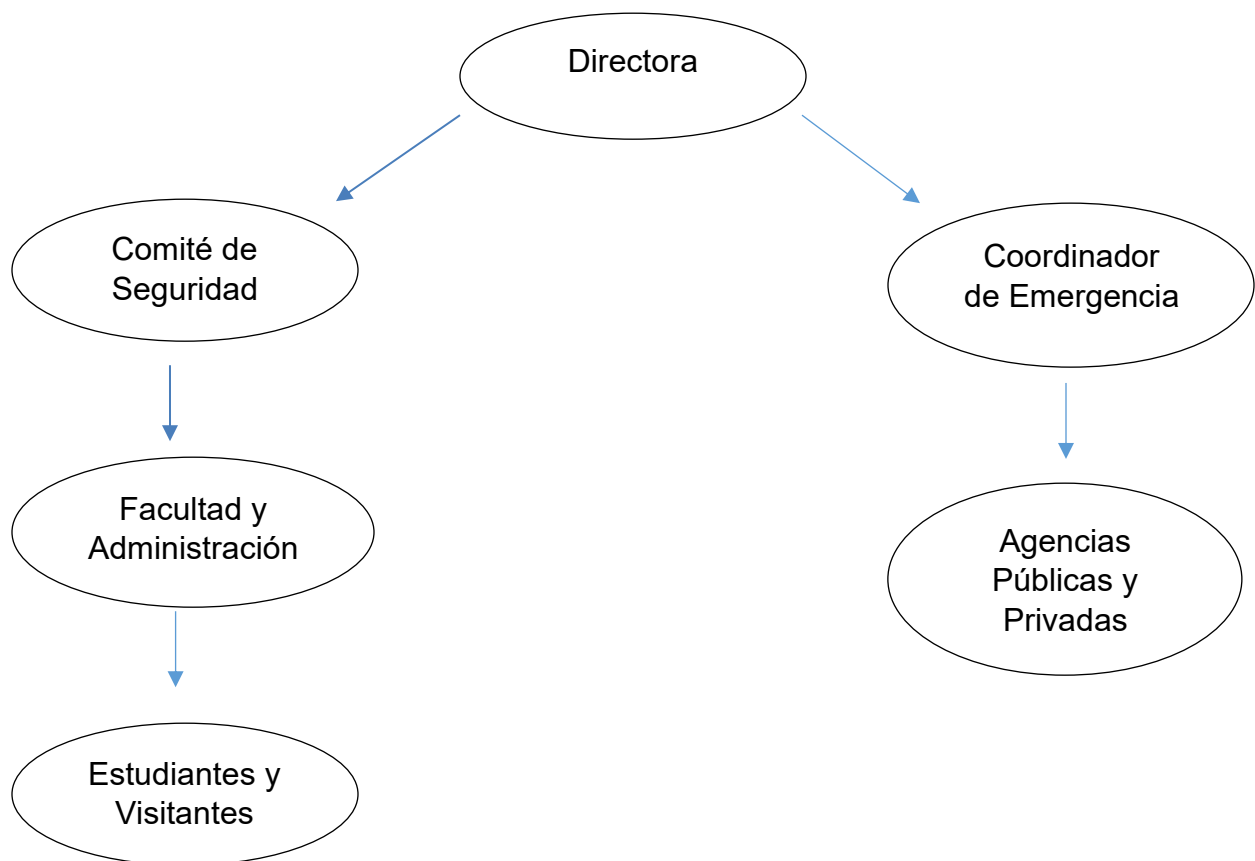 Directora
Comité de
Seguridad
Coordinador
de Emergencia
Facultad y
Administración
Agencias
Públicas y
Privadas
Estudiantes y
Visitantes